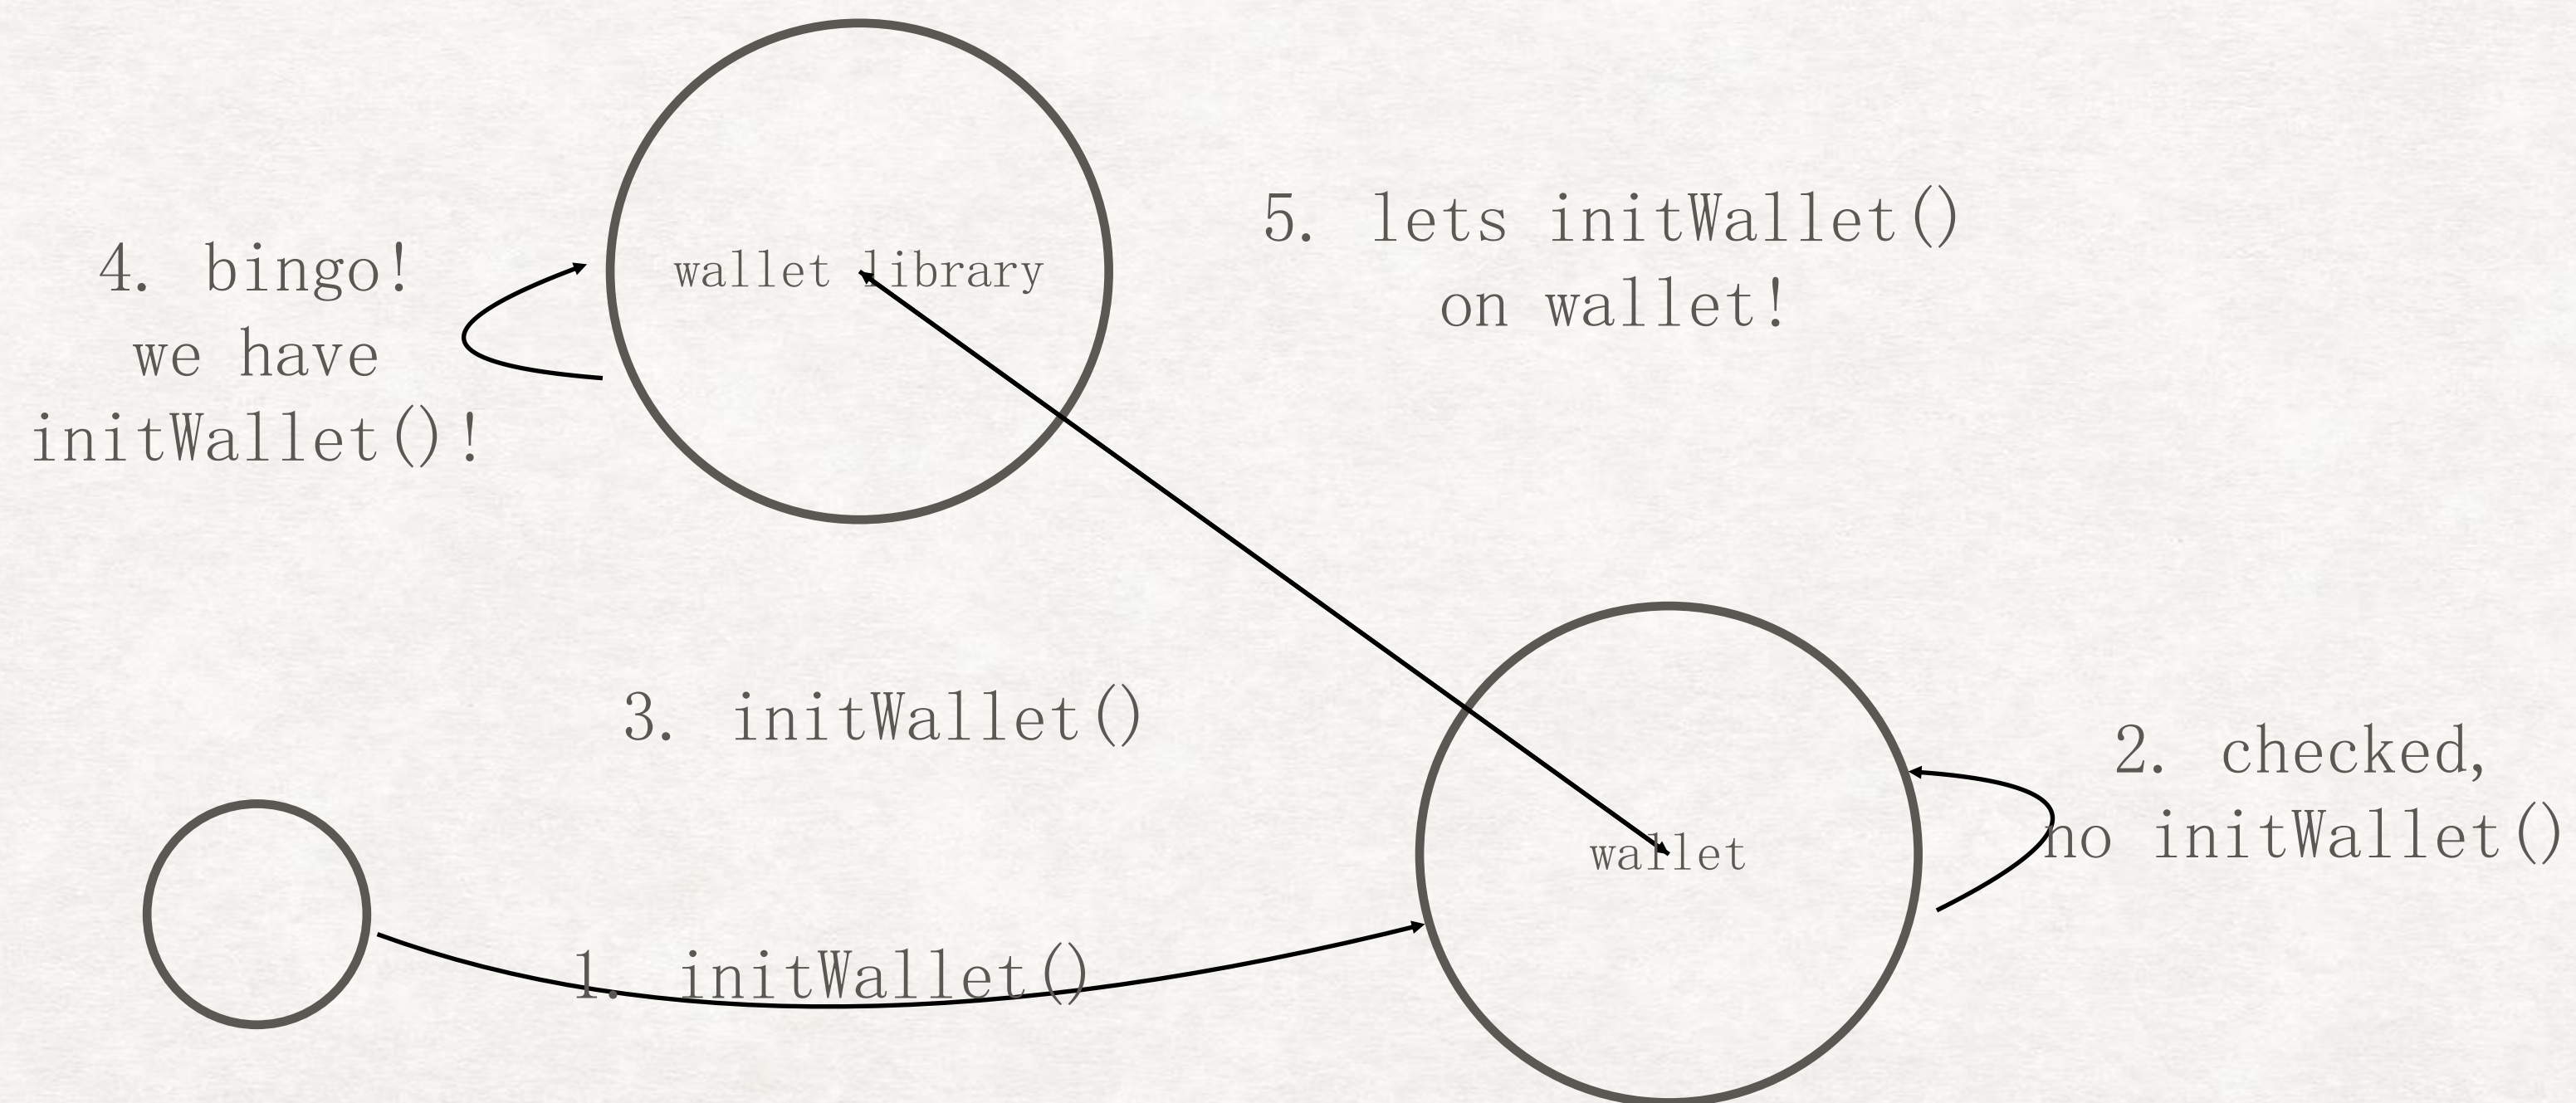 4. bingo!
we have
initWallet()!
wallet library
5. lets initWallet()
on wallet!
3. initWallet()
2. checked,
no initWallet()
wallet
1. initWallet()